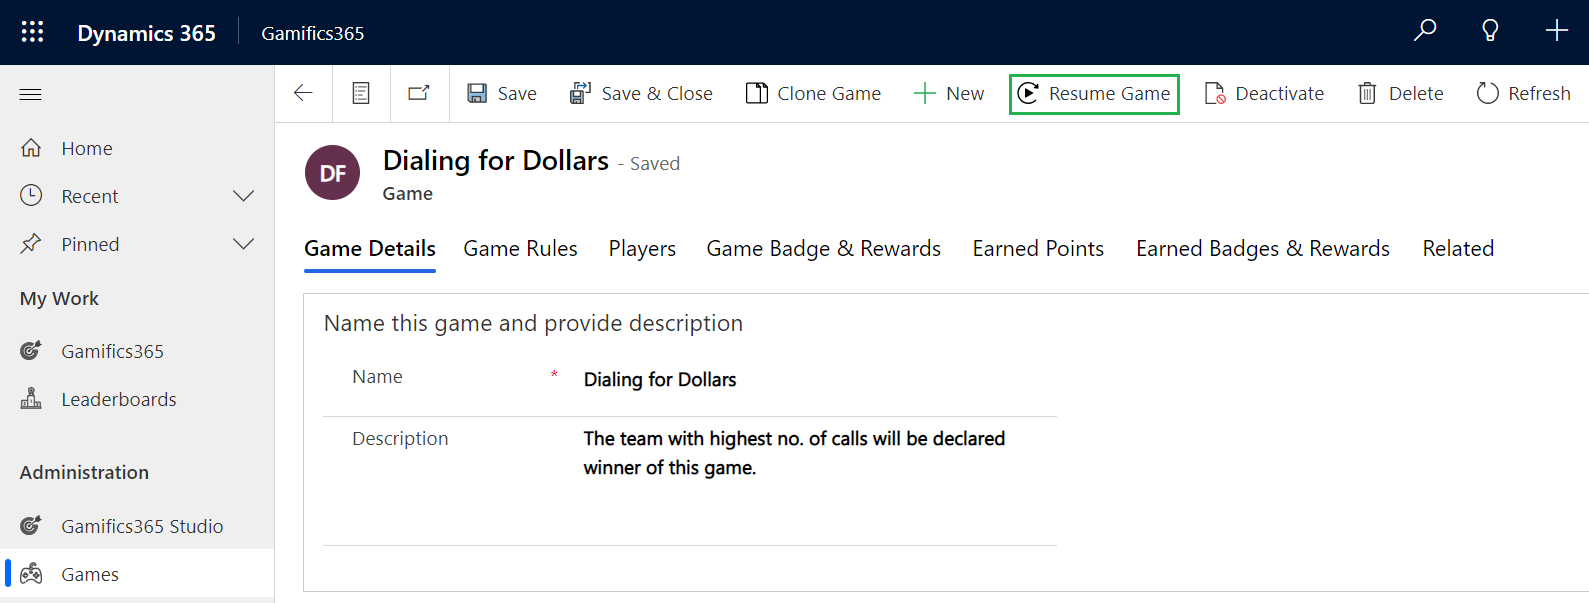 Dynamics 365 Gamifics365
Save Save & Close Clone Game New Resume Game Deactivate Delete Refresh
Home
Recent
Pinned
My Work
Gamifics365
Leaderboards
Administration
Gamifics365 Studio
Games
DF
Dialing for Dollars - Saved
Game
Game Details Game Rules Players Game Badge & Rewards Earned Points Earned Badges & Rewards Related
Name this game and provide description
Name * Dialing for Dollars
Description The team with highest no. of calls will be declared
winner of this game.